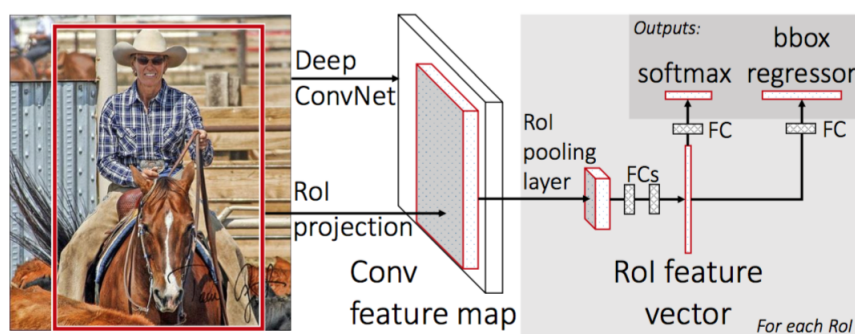 Deep
ConvNet
RoI
projection
Conv
feature map
RoI
pooling
layer
FCs
Outputs:
softmax
bbox
regressor
FC
FC
RoI feature
vector
For each RoI